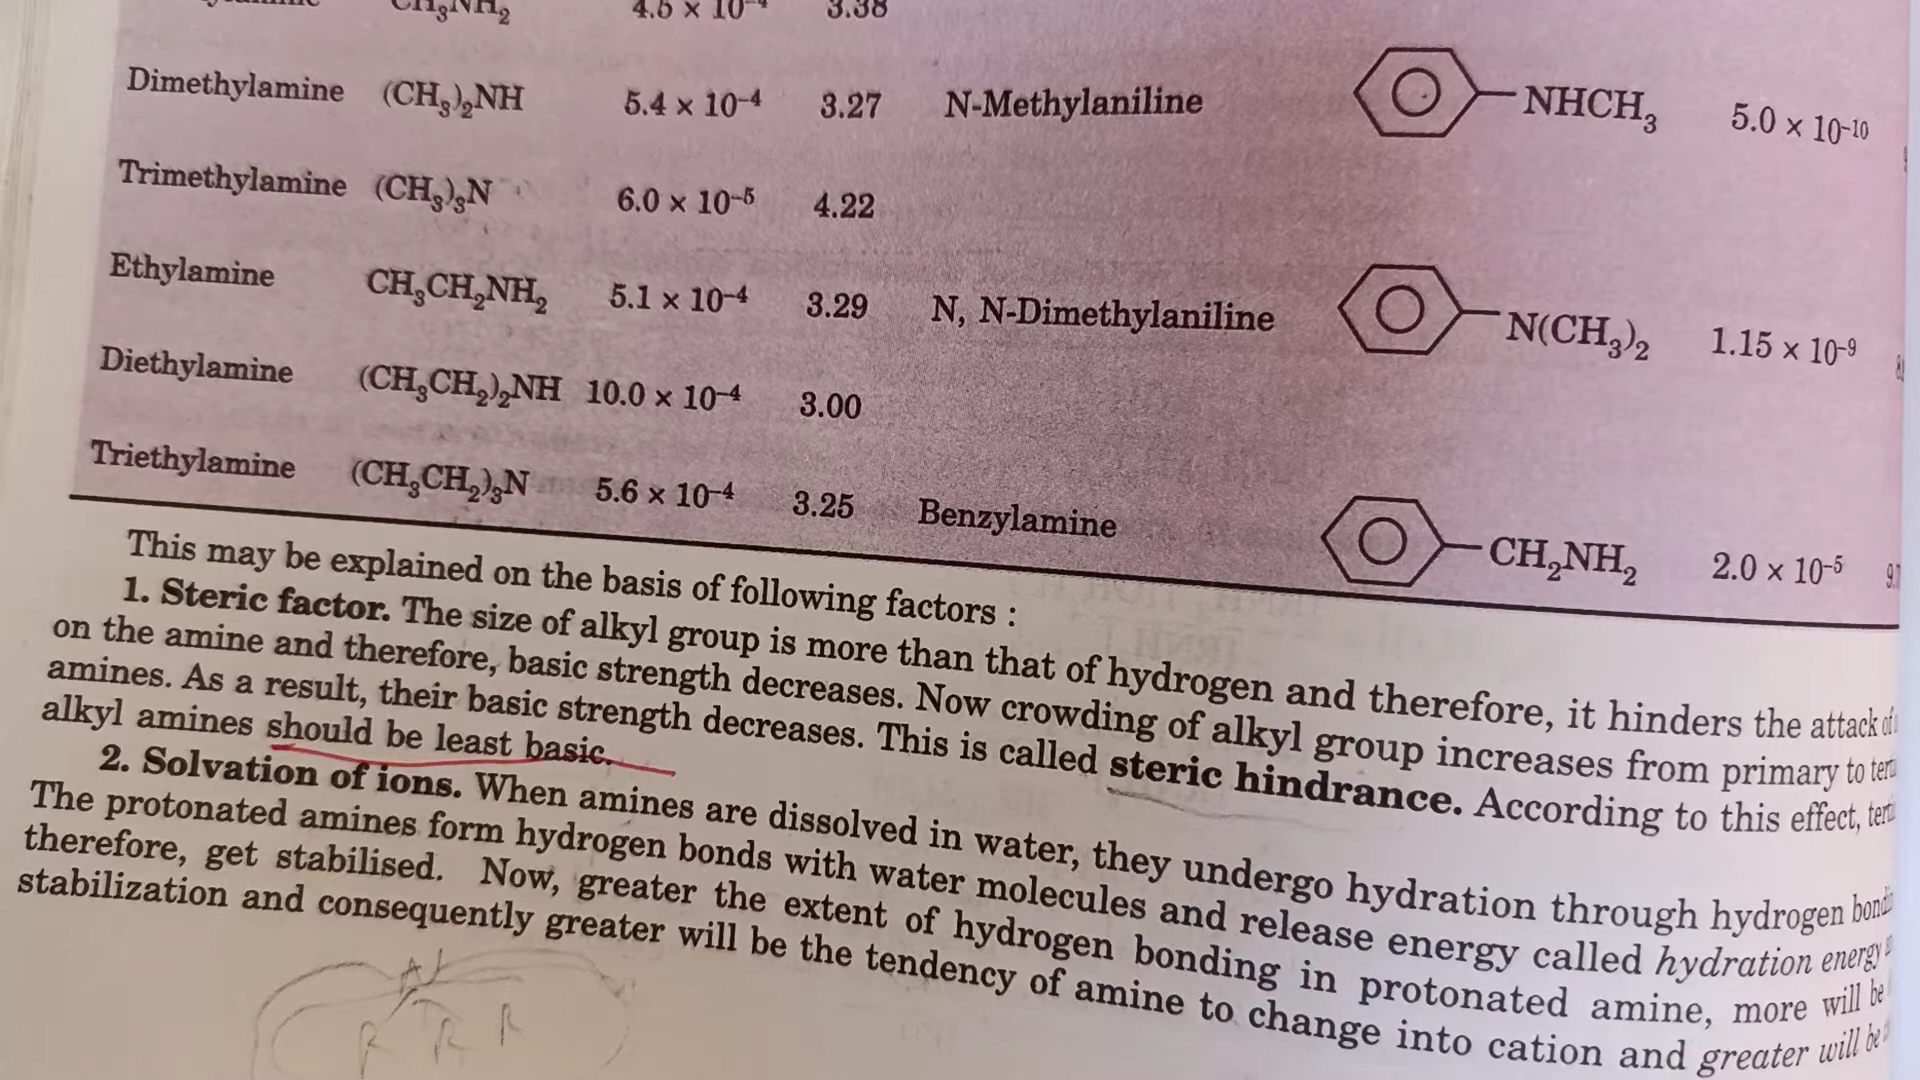 CH₃NH₂ 4.5 × 10⁻⁴ 3.38
Dimethylamine (CH₃)₂NH 5.4 × 10⁻⁴ 3.27 N-Methylaniline NHCH₃ 5.0 × 10⁻¹⁰
Trimethylamine (CH₃)₃N 6.0 × 10⁻⁵ 4.22
Ethylamine CH₃CH₂NH₂ 5.1 × 10⁻⁴ 3.29 N, N-Dimethylaniline N(CH₃)₂ 1.15 × 10⁻⁹
Diethylamine (CH₃CH₂)₂NH 10.0 × 10⁻⁴ 3.00
Triethylamine (CH₃CH₂)₃N 5.6 × 10⁻⁴ 3.25 Benzylamine CH₂NH₂ 2.0 × 10⁻⁵
This may be explained on the basis of following factors :
1. Steric factor. The size of alkyl group is more than that of hydrogen and therefore, it hinders the attack of
on the amine and therefore, basic strength decreases. Now crowding of alkyl group increases from primary to
amines. As a result, their basic strength decreases. This is called steric hindrance. According to this effect,
alkyl amines should be least basic.
2. Solvation of ions. When amines are dissolved in water, they undergo hydration through hydrogen
The protonated amines form hydrogen bonds with water molecules and release energy called hydration energy
therefore, get stabilised. Now, greater the extent of hydrogen bonding in protonated amine, more will be
stabilization and consequently greater will be the tendency of amine to change into cation and greater will be
R R R